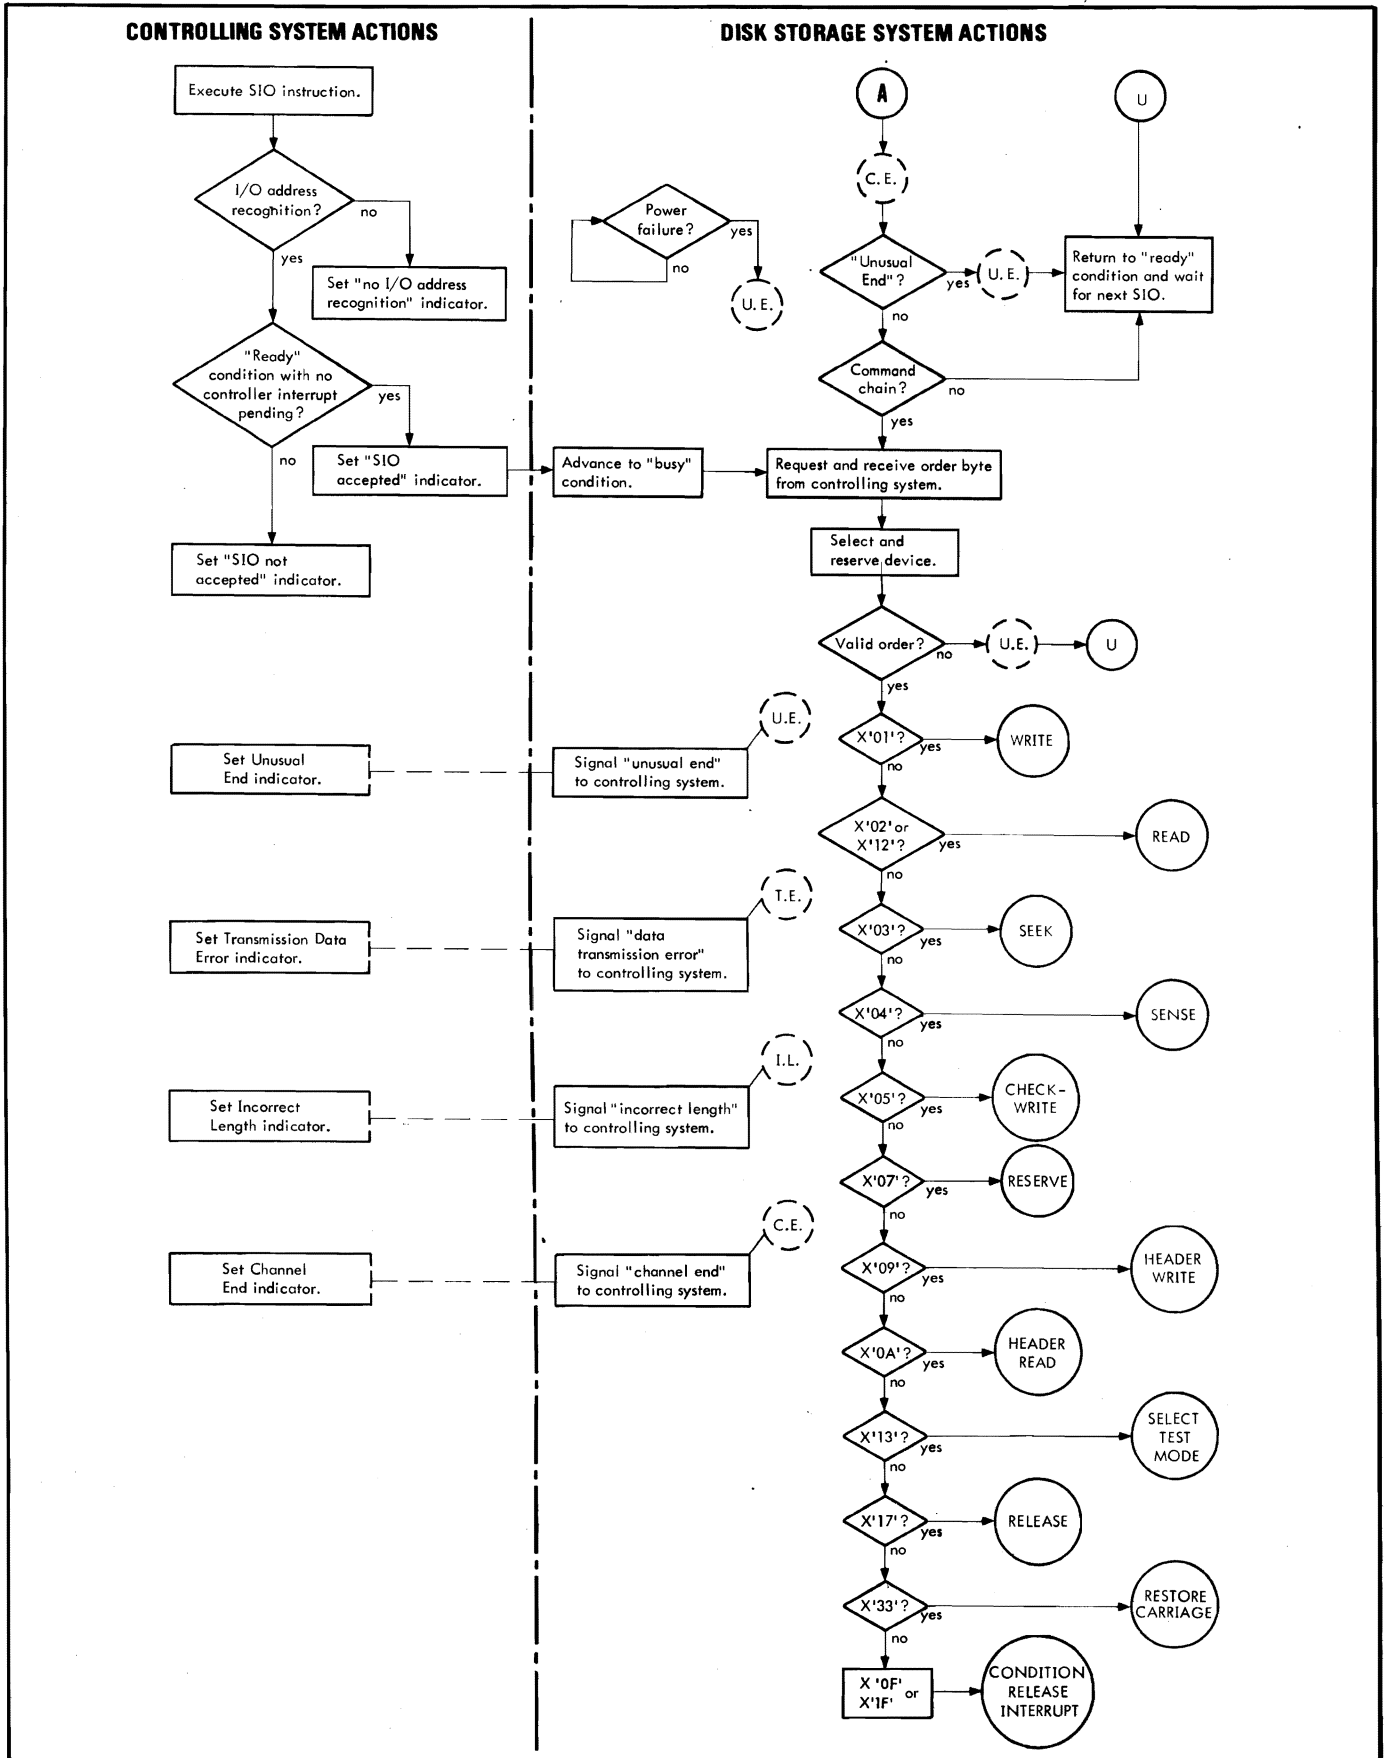 CONTROLLING SYSTEM ACTIONS
DISK STORAGE SYSTEM ACTIONS
Execute SIO instruction.
I/O address
recognition?
no
yes
Set "no I/O address
recognition" indicator.
"Ready"
condition with no
controller interrupt
pending?
yes
no
Set "SIO
accepted" indicator.
Set "SIO not
accepted" indicator.
Power
failure?
yes
no
U.E.
A
C.E.
"Unusual
End"?
yes
no
U.E.
U
Return to "ready"
condition and wait
for next SIO.
Command
chain?
no
yes
Advance to "busy"
condition.
Request and receive order byte
from controlling system.
Select and
reserve device.
Valid order?
no
U.E.
U
yes
X'01'?
yes
WRITE
no
X'02' or
X'12'?
yes
READ
no
X'03'?
yes
SEEK
no
X'04'?
yes
SENSE
no
X'05'?
yes
CHECK-
WRITE
no
X'07'?
yes
RESERVE
no
X'09'?
yes
HEADER
WRITE
no
X'0A'?
yes
HEADER
READ
no
X'13'?
yes
SELECT
TEST
MODE
no
X'17'?
yes
RELEASE
no
X'33'?
yes
RESTORE
CARRIAGE
no
X '0F'
or
X'1F'
CONDITION
RELEASE
INTERRUPT
U.E.
Set Unusual
End indicator.
Signal "unusual end"
to controlling system.
T.E.
Set Transmission Data
Error indicator.
Signal "data
transmission error"
to controlling system.
I.L.
Set Incorrect
Length indicator.
Signal "incorrect length"
to controlling system.
C.E.
Set Channel
End indicator.
Signal "channel end"
to controlling system.